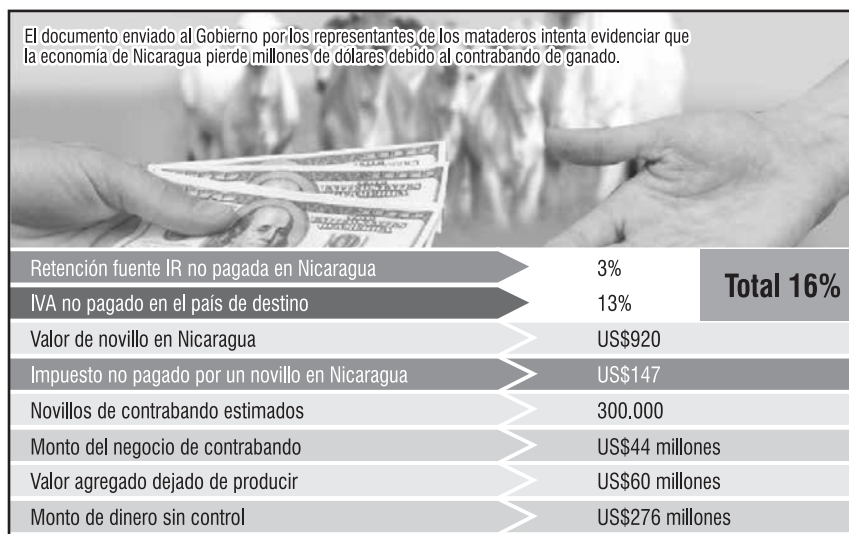 El documento enviado al Gobierno por los representantes de los mataderos intenta evidenciar que
la economía de Nicaragua pierde millones de dólares debido al contrabando de ganado.
Retención fuente IR no pagada en Nicaragua 3%
Total 16%
IVA no pagado en el país de destino 13%
Valor de novillo en Nicaragua US$920
Impuesto no pagado por un novillo en Nicaragua US$147
Novillos de contrabando estimados 300.000
Monto del negocio de contrabando US$44 millones
Valor agregado dejado de producir US$60 millones
Monto de dinero sin control US$276 millones